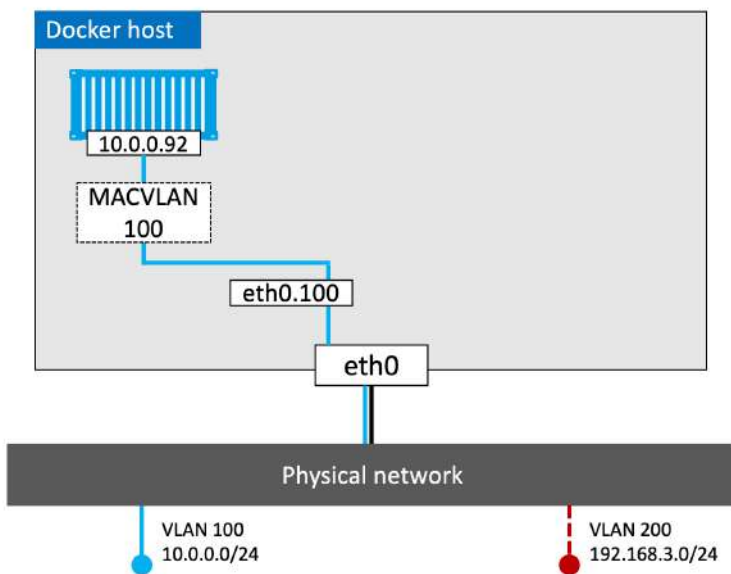 Docker host
10.0.0.92
MACVLAN
100
eth0.100
eth0
Physical network
VLAN 100
10.0.0.0/24
VLAN 200
192.168.3.0/24